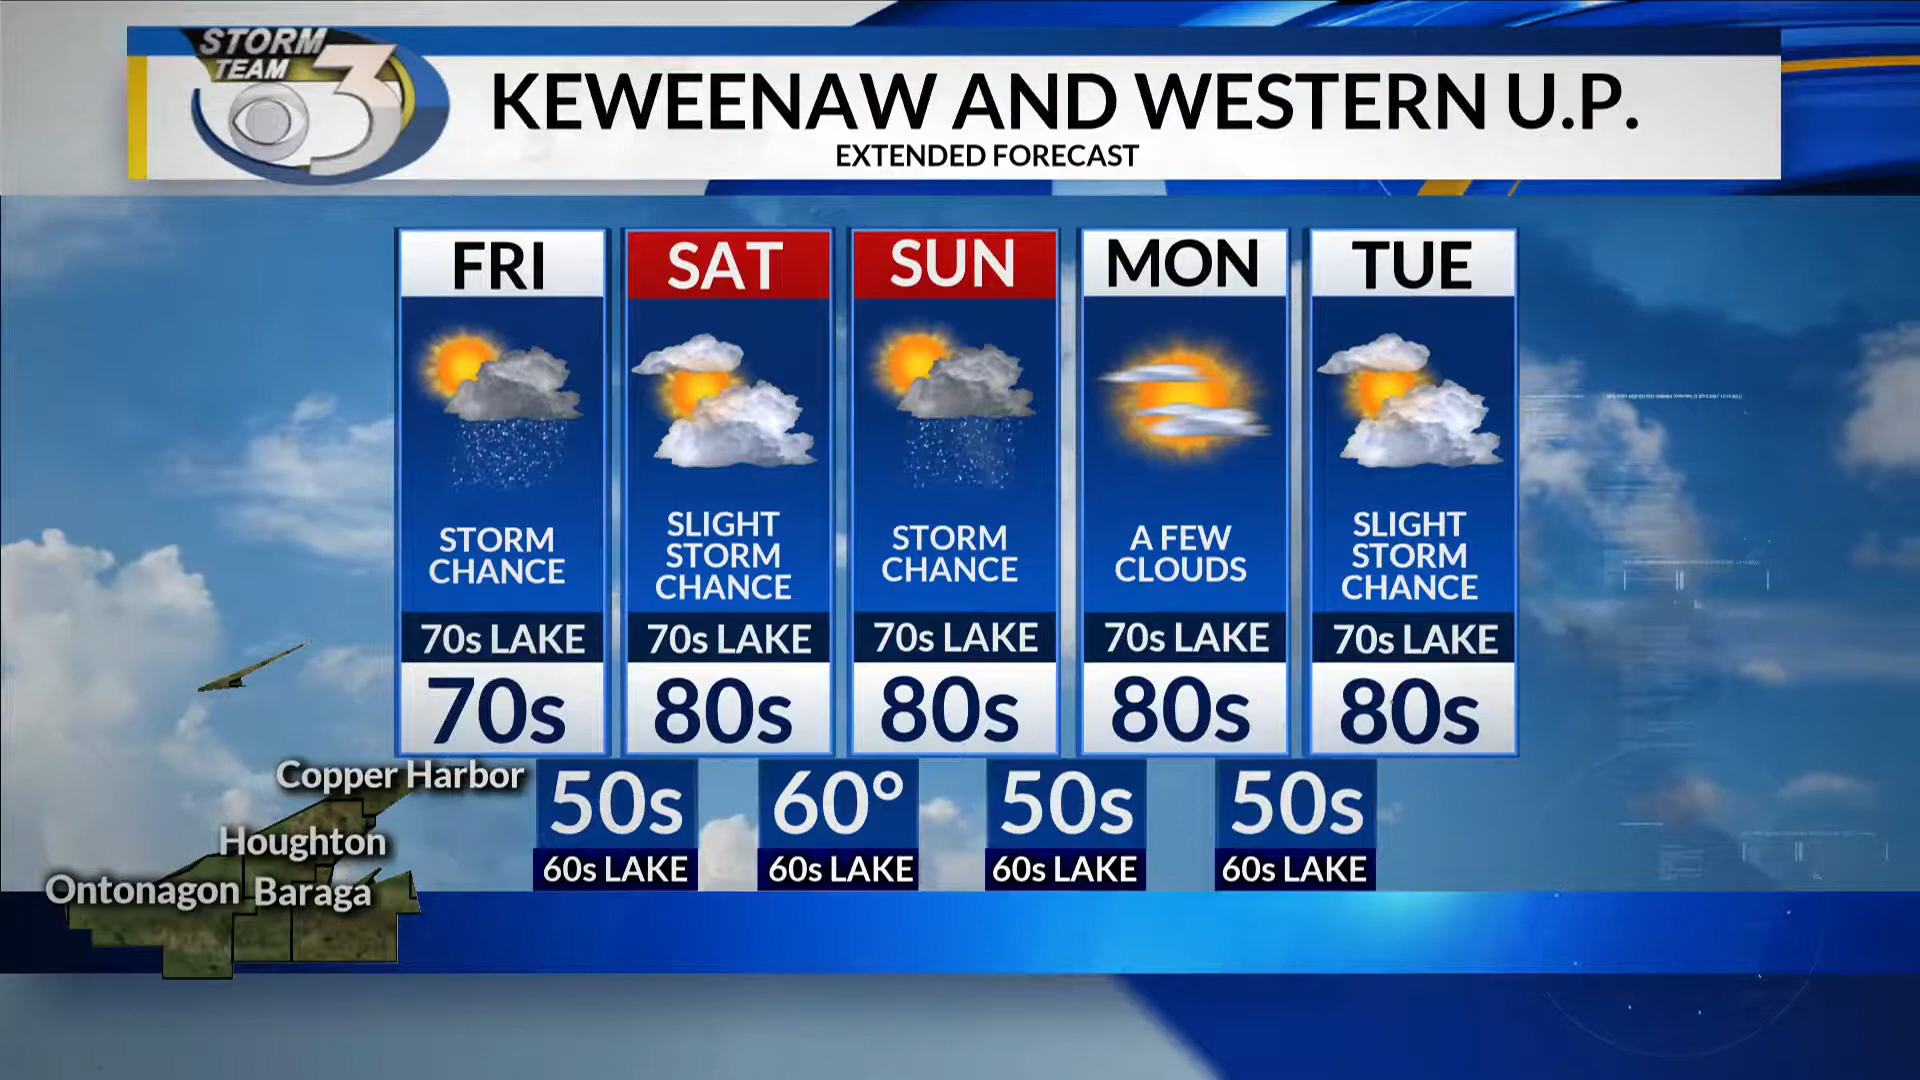 STORM
TEAM
3
KEWEENAW AND WESTERN U.P.
EXTENDED FORECAST
FRI
STORM
CHANCE
70s LAKE
70s
SAT
SLIGHT
STORM
CHANCE
70s LAKE
80s
SUN
STORM
CHANCE
70s LAKE
80s
MON
A FEW
CLOUDS
70s LAKE
80s
TUE
SLIGHT
STORM
CHANCE
70s LAKE
80s
50s
60s LAKE
60°
60s LAKE
50s
60s LAKE
50s
60s LAKE
Copper Harbor
Houghton
Ontonagon
Baraga